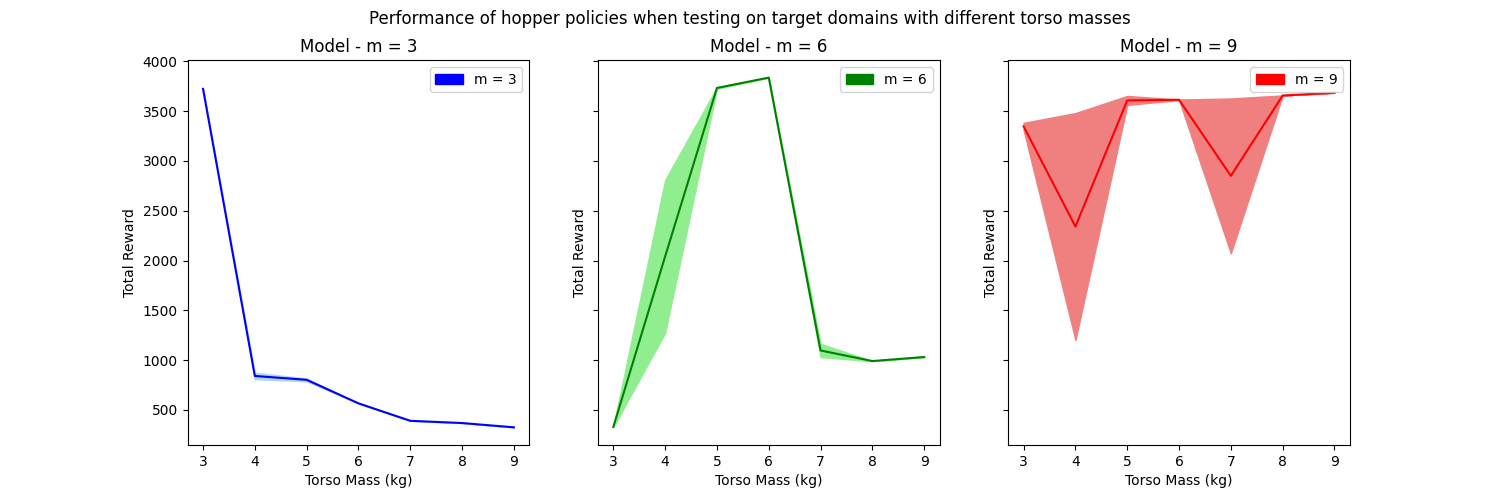 Performance of hopper policies when testing on target domains with different torso masses
Model - m = 3
m = 3
4000
3500
3000
2500
2000
1500
1000
500
Total Reward
3 4 5 6 7 8 9
Torso Mass (kg)
Model - m = 6
m = 6
Total Reward
3 4 5 6 7 8 9
Torso Mass (kg)
Model - m = 9
m = 9
Total Reward
3 4 5 6 7 8 9
Torso Mass (kg)